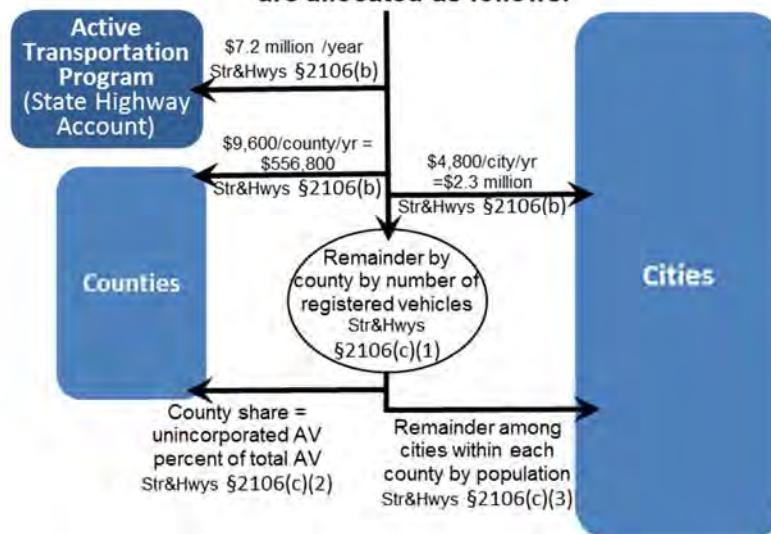 are allocated as follows:
Active
Transportation
Program
(State Highway
Account)
$7.2 million /year
Str&Hwys §2106(b)
$9,600/county/yr =
$556,800
Str&Hwys §2106(b)
$4,800/city/yr
=$2.3 million
Str&Hwys §2106(b)
Counties
Remainder by
county by number of
registered vehicles
Str&Hwys
§2106(c)(1)
Cities
County share =
unincorporated AV
percent of total AV
Str&Hwys §2106(c)(2)
Remainder among
cities within each
county by population
Str&Hwys §2106(c)(3)